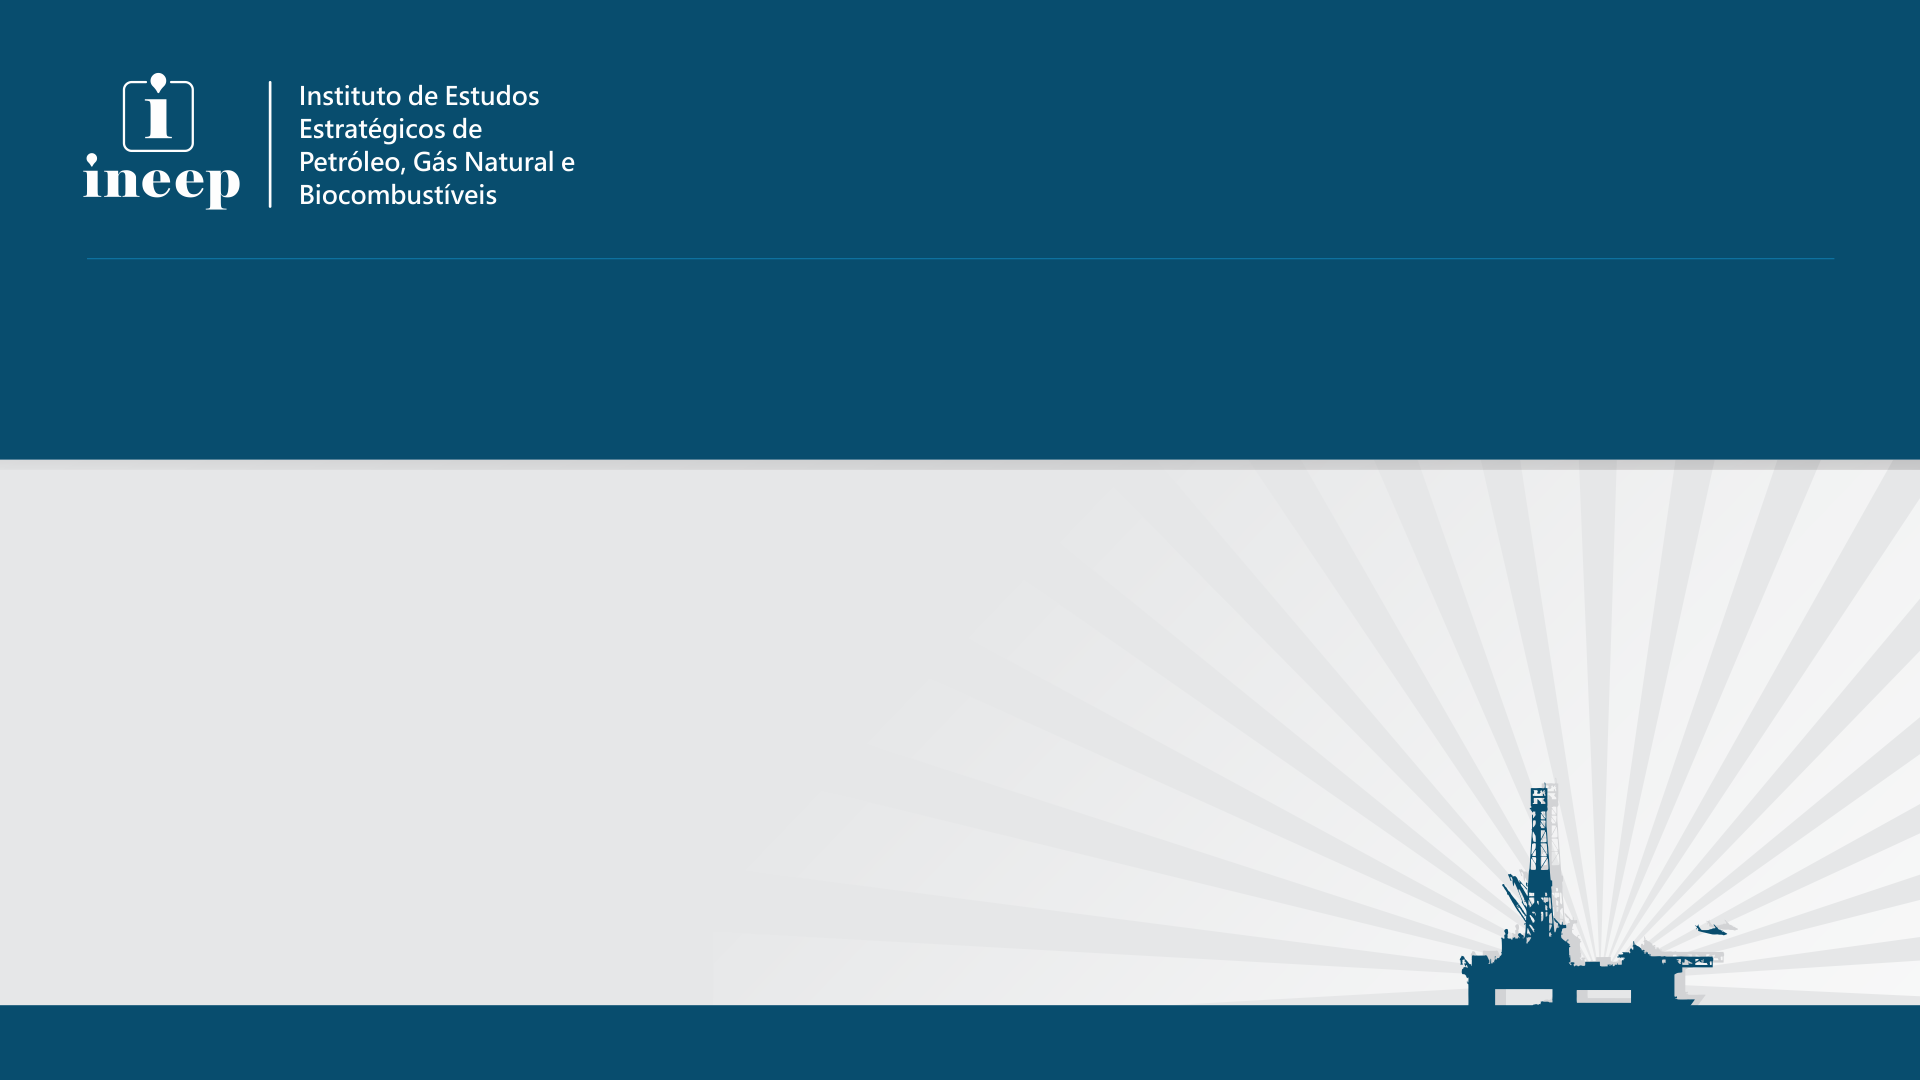 i
ineep
Instituto de Estudos
Estratégicos de
Petróleo, Gás Natural e
Biocombustíveis